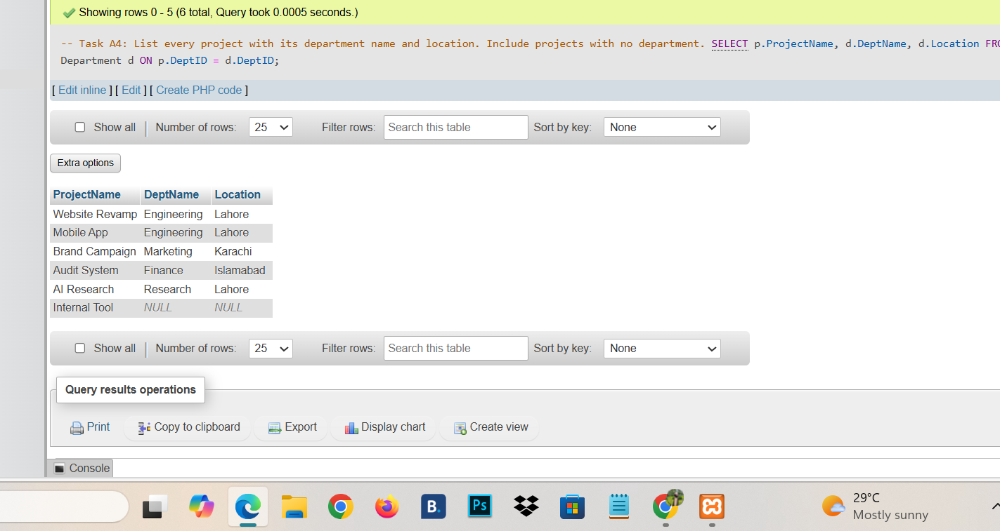 Showing rows 0 - 5 (6 total, Query took 0.0005 seconds.)
-- Task A4: List every project with its department name and location. Include projects with no department. SELECT p.ProjectName, d.DeptName, d.Location
Department d ON p.DeptID = d.DeptID;
[ Edit inline ] [ Edit ] [ Create PHP code ]
Show all | Number of rows: 25 Filter rows: Search this table Sort by key: None
Extra options
ProjectName DeptName Location
Website Revamp Engineering Lahore
Mobile App Engineering Lahore
Brand Campaign Marketing Karachi
Audit System Finance Islamabad
AI Research Research Lahore
Internal Tool NULL NULL
Show all | Number of rows: 25 Filter rows: Search this table Sort by key: None
Query results operations
Print Copy to clipboard Export Display chart Create view
Console
B. Ps
29°C
Mostly sunny